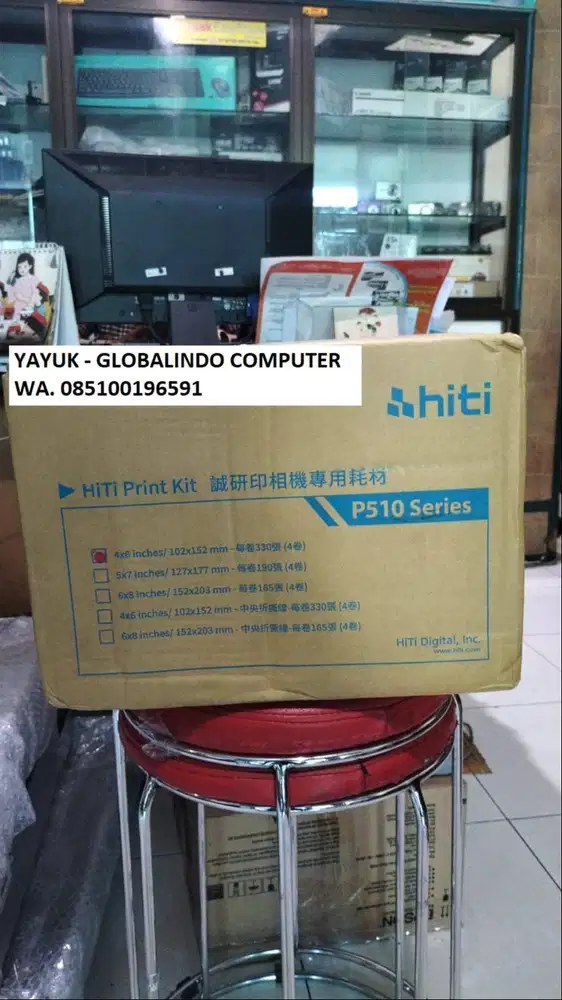 YAYUK - GLOBALINDO COMPUTER
WA. 085100196591
hiti
HiTi Print Kit 誠研印相機專用耗材
P510 Series
4x6 inches/ 102x152 mm - 每卷330張 (4卷)
5x7 inches/ 127x177 mm - 每卷190張 (4卷)
6x8 inches/ 152x203 mm - 每卷165張 (4卷)
4x6 inches/ 102x152 mm - 中央折撕線-每卷330張 (4卷)
6x8 inches/ 152x203 mm - 中央折撕線-每卷165張 (4卷)
HiTi Digital, Inc.
www.hiti.com